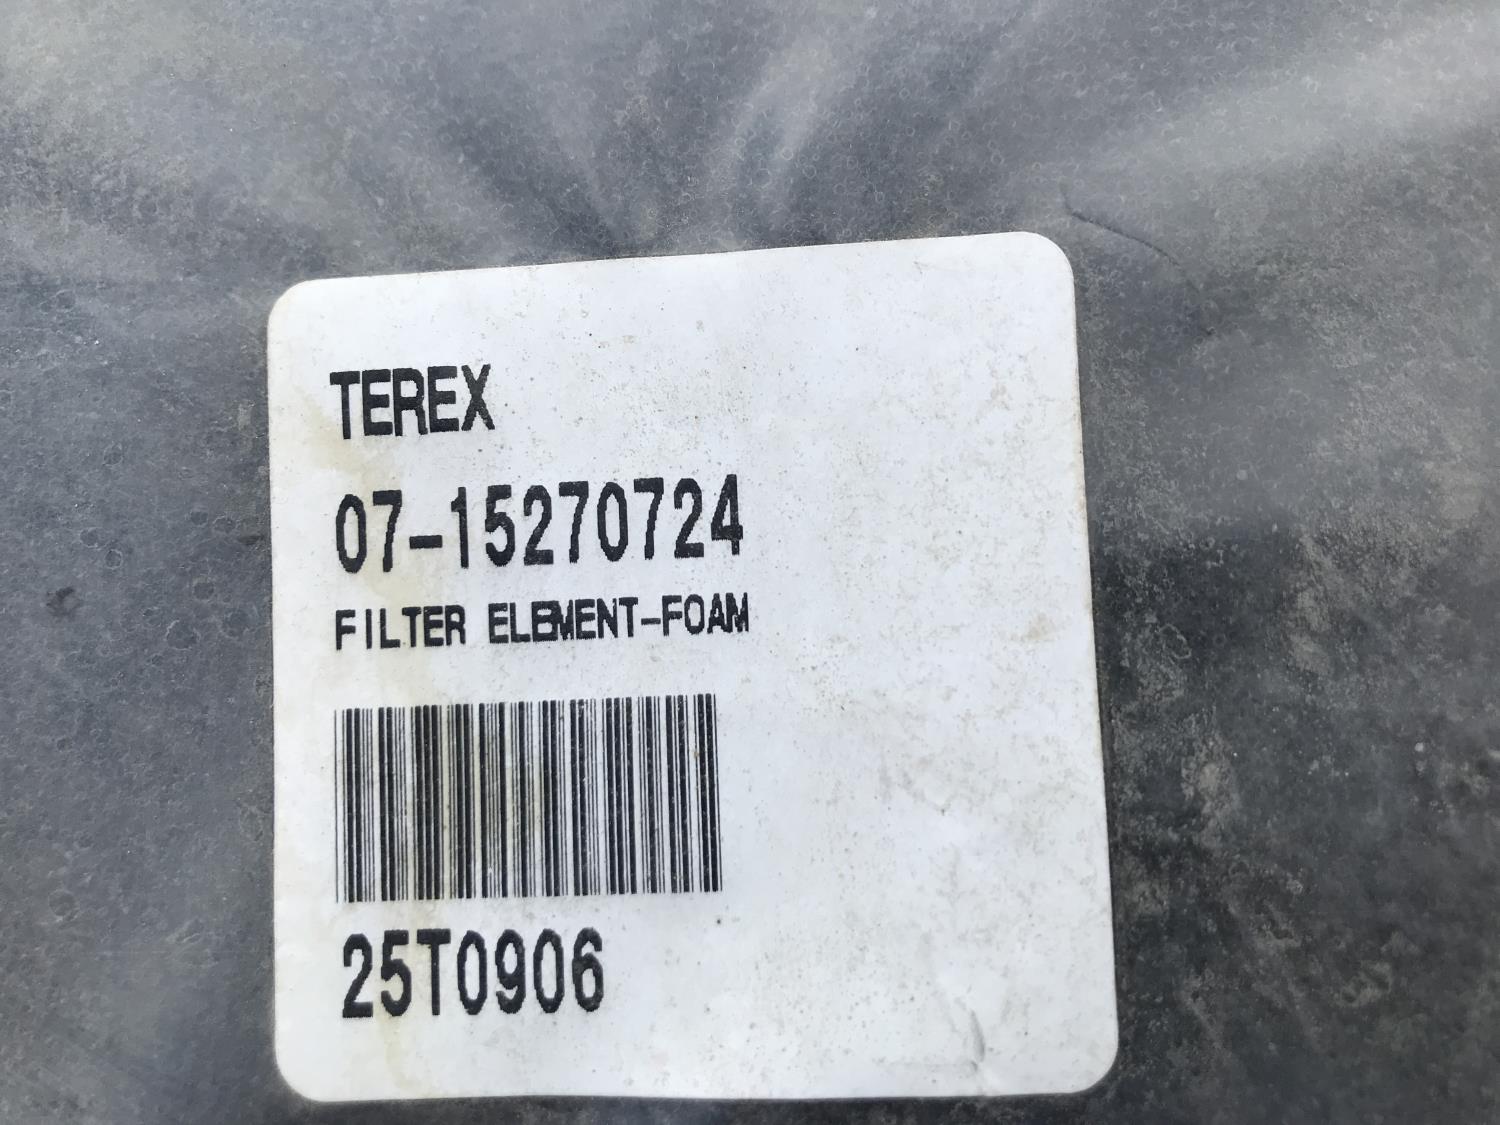 TEREX
07-15270724
FILTER ELEMENT-FOAM
25T0906